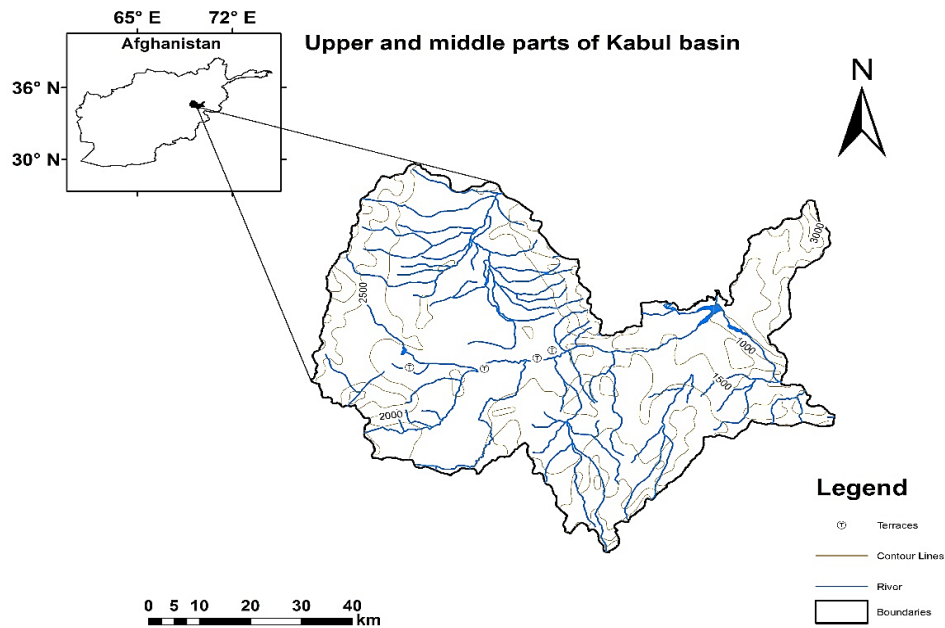 65° E 72° E
Afghanistan
Upper and middle parts of Kabul basin
36° N
30° N
N
3000
2500
1000
1500
2000
T
T
T
T
Legend
T Terraces
Contour Lines
River
Boundaries
0 5 10 20 30 40
km